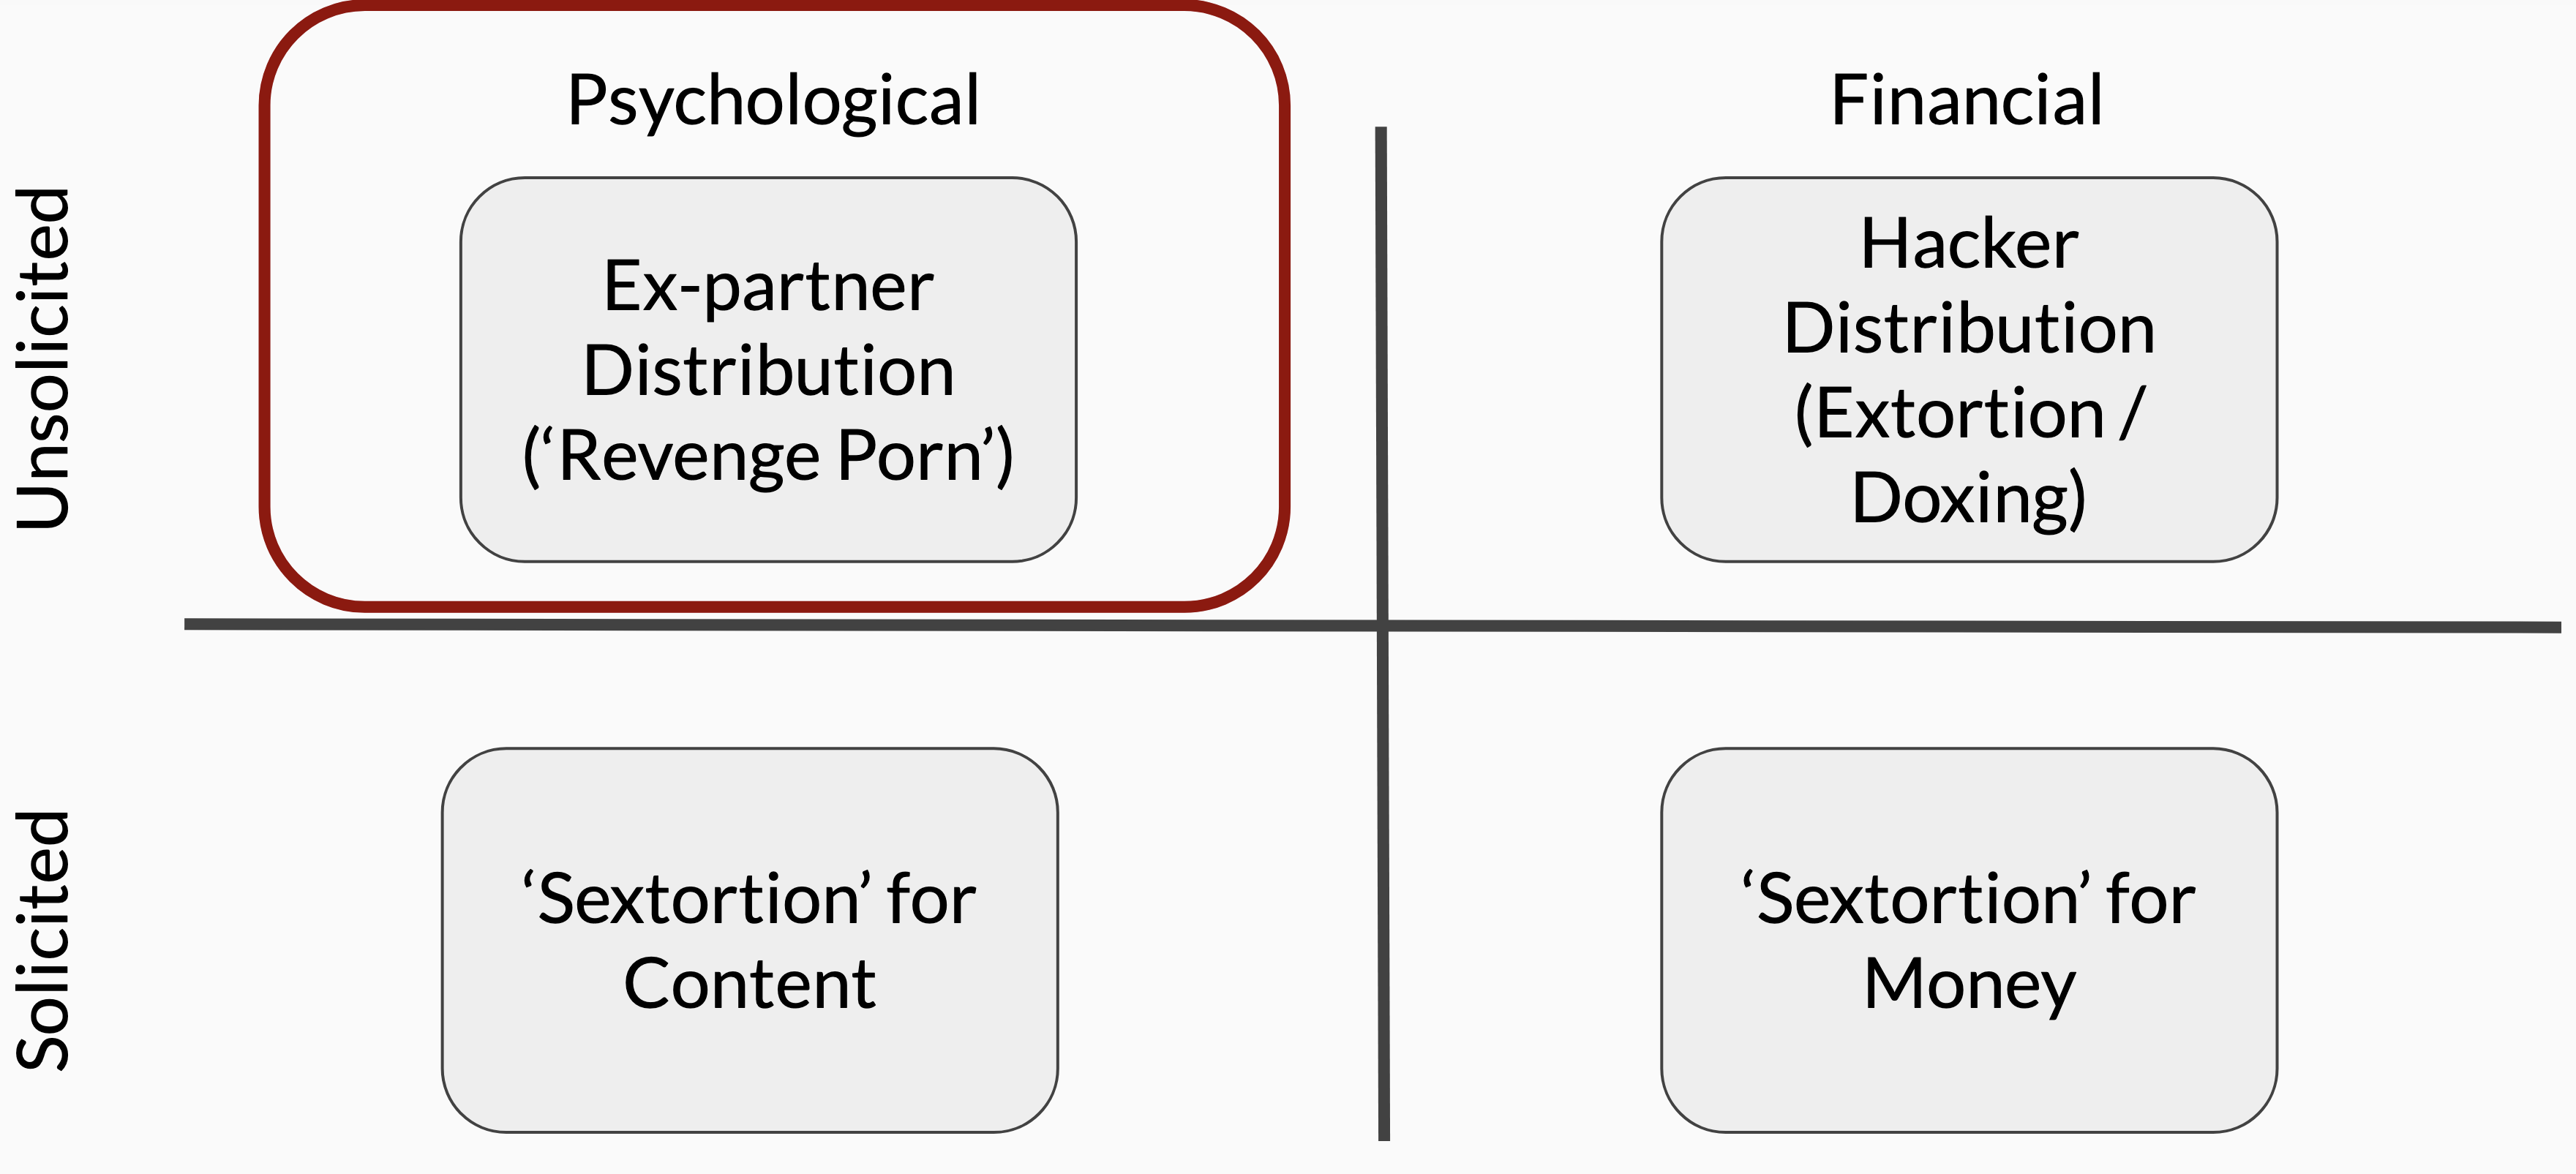 Psychological
Financial
Unsolicited
Ex-partner
Distribution
(‘Revenge Porn’)
Hacker
Distribution
(Extortion /
Doxing)
Solicited
‘Sextortion’ for
Content
‘Sextortion’ for
Money